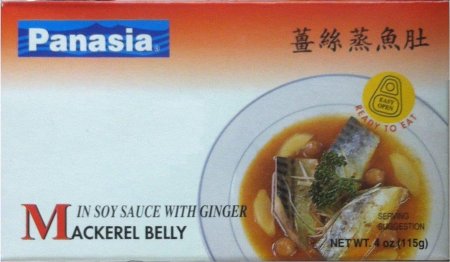 Panasia®
薑絲蒸魚肚
EASY
OPEN
READY TO EAT
IN SOY SAUCE WITH GINGER
MACKEREL BELLY
SERVING
SUGGESTION
NET WT. 4 oz (115g)